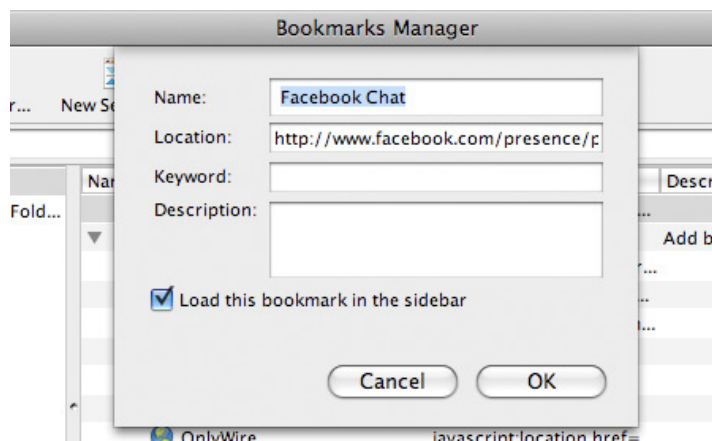 Bookmarks Manager
r... New Se
Name: Facebook Chat
Location: http://www.facebook.com/presence/p
Keyword:
Nar Descr
Fold... ...
Description:
Add b
r...
...
Load this bookmark in the sidebar
...
Cancel OK
OnlyWire javascript:location.href=